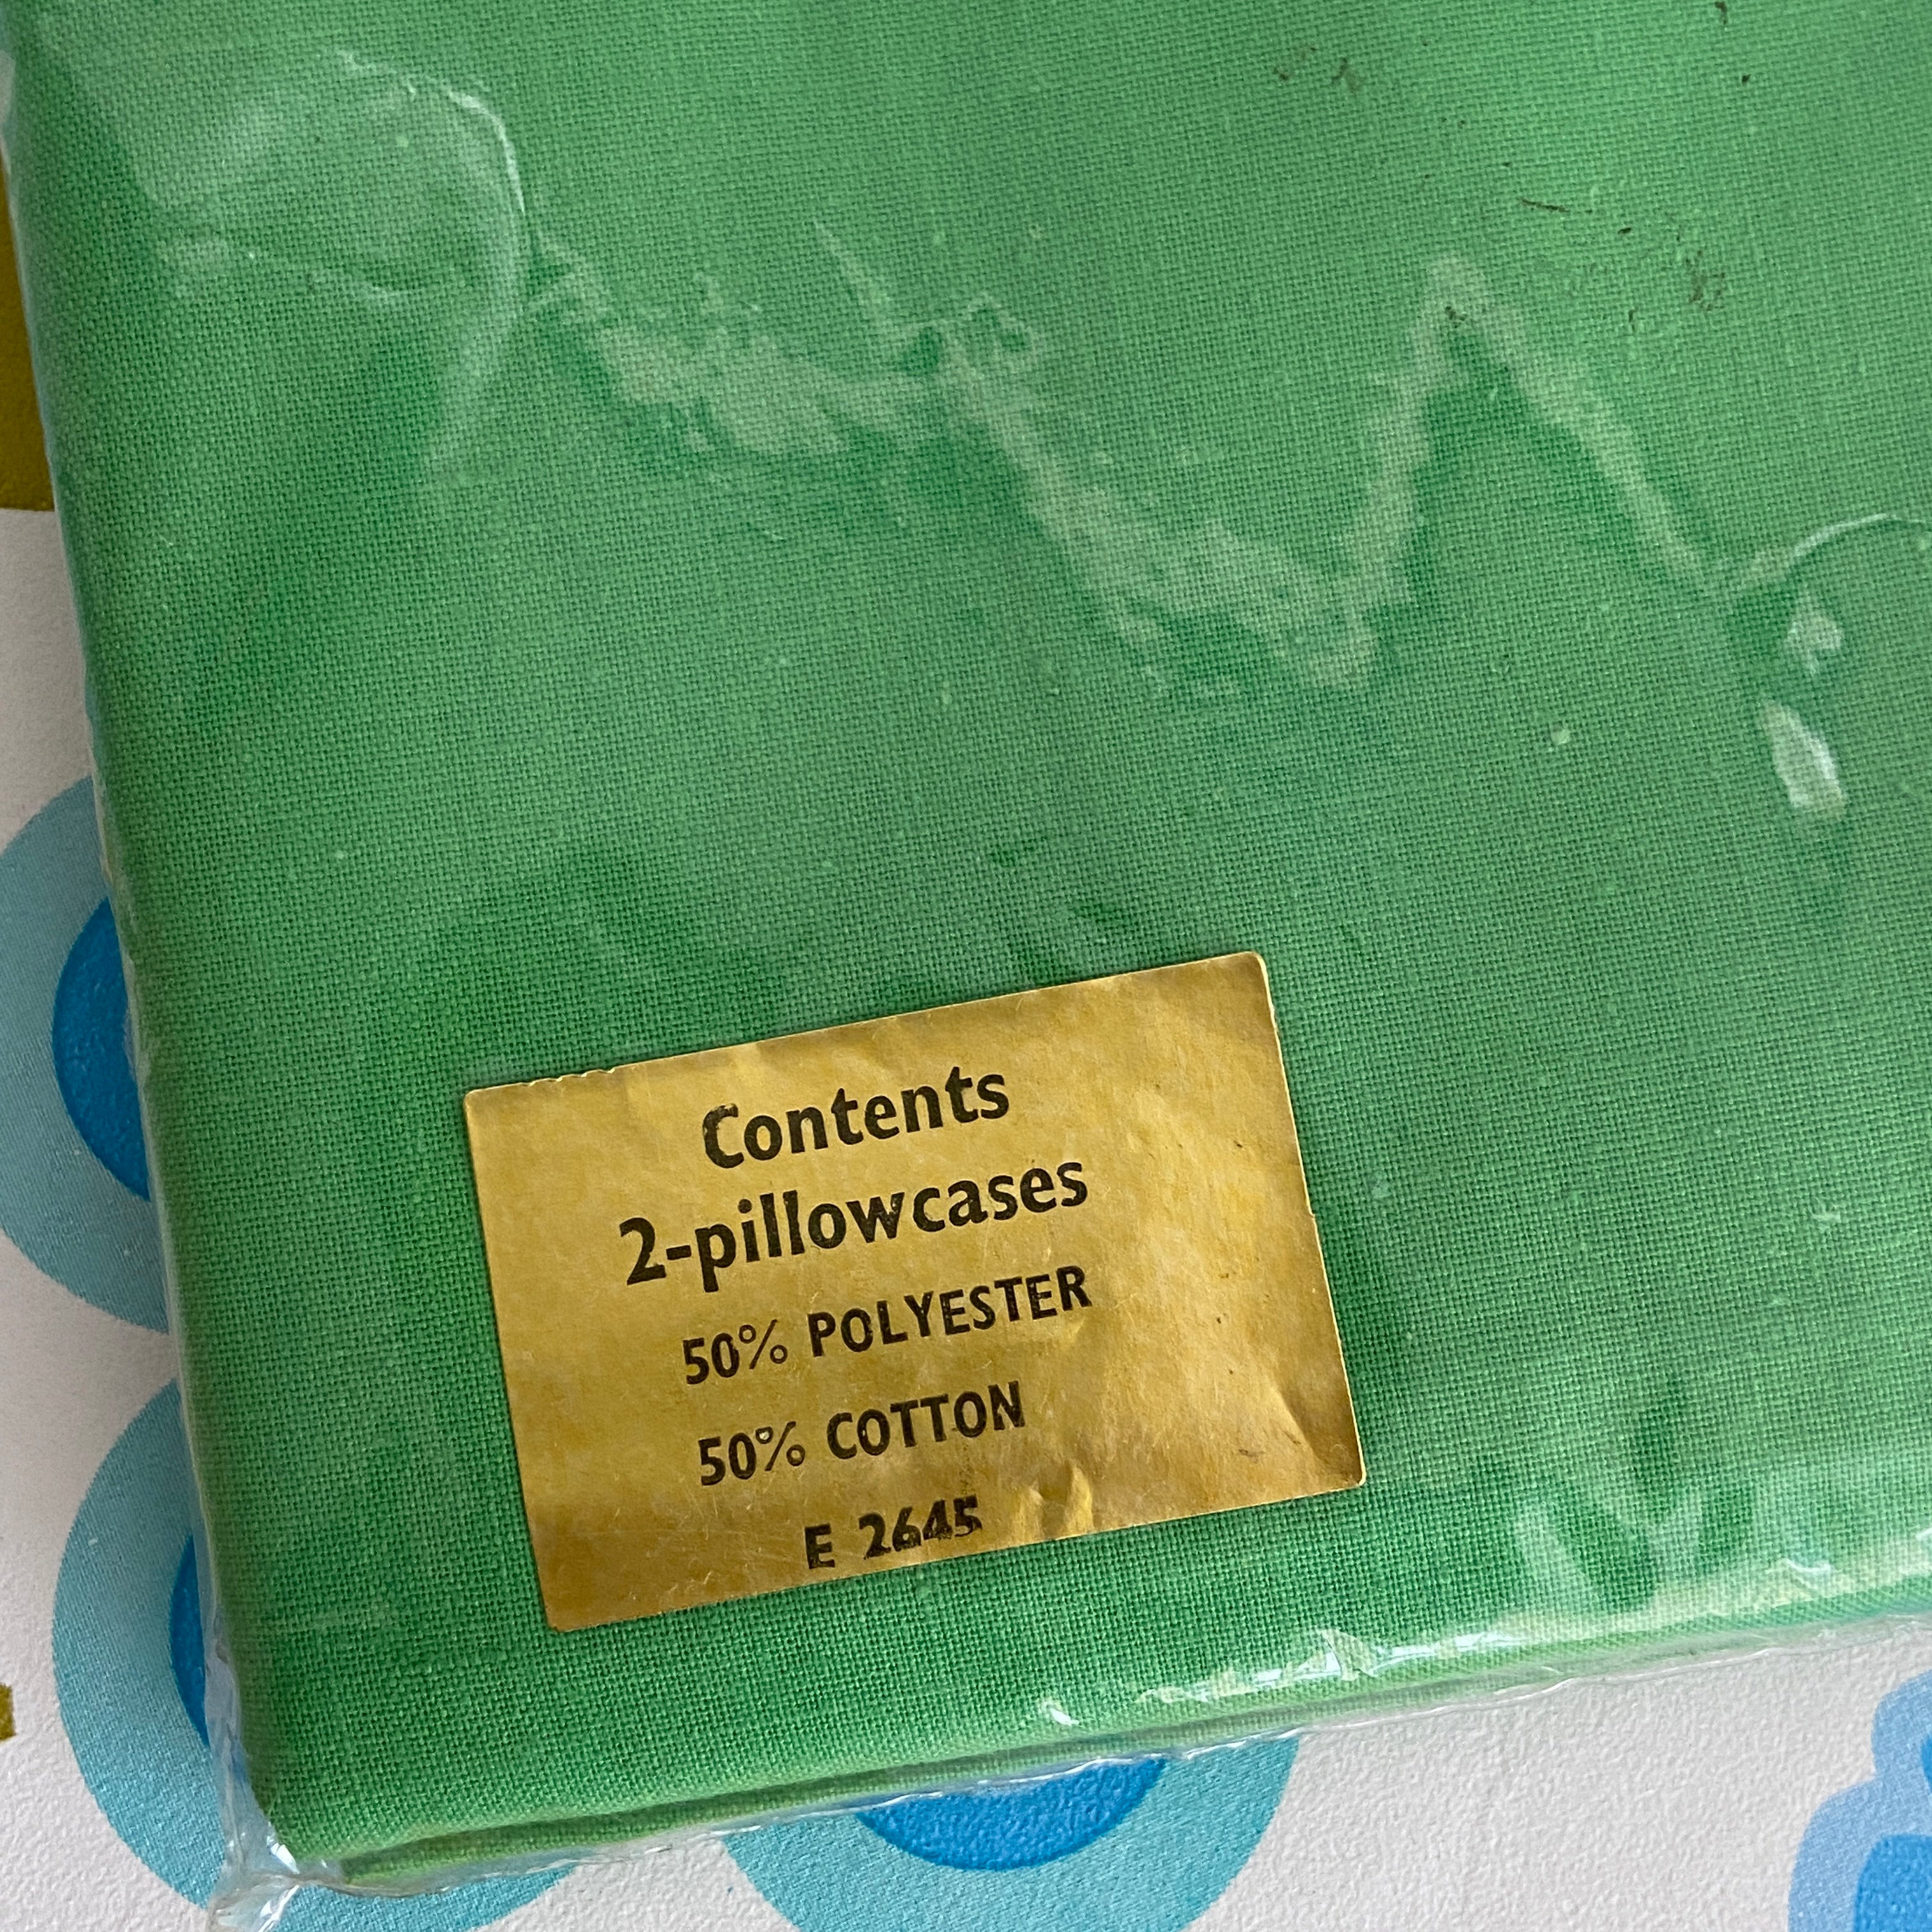 Contents
2-pillowcases
50% POLYESTER
50% COTTON
E 2645